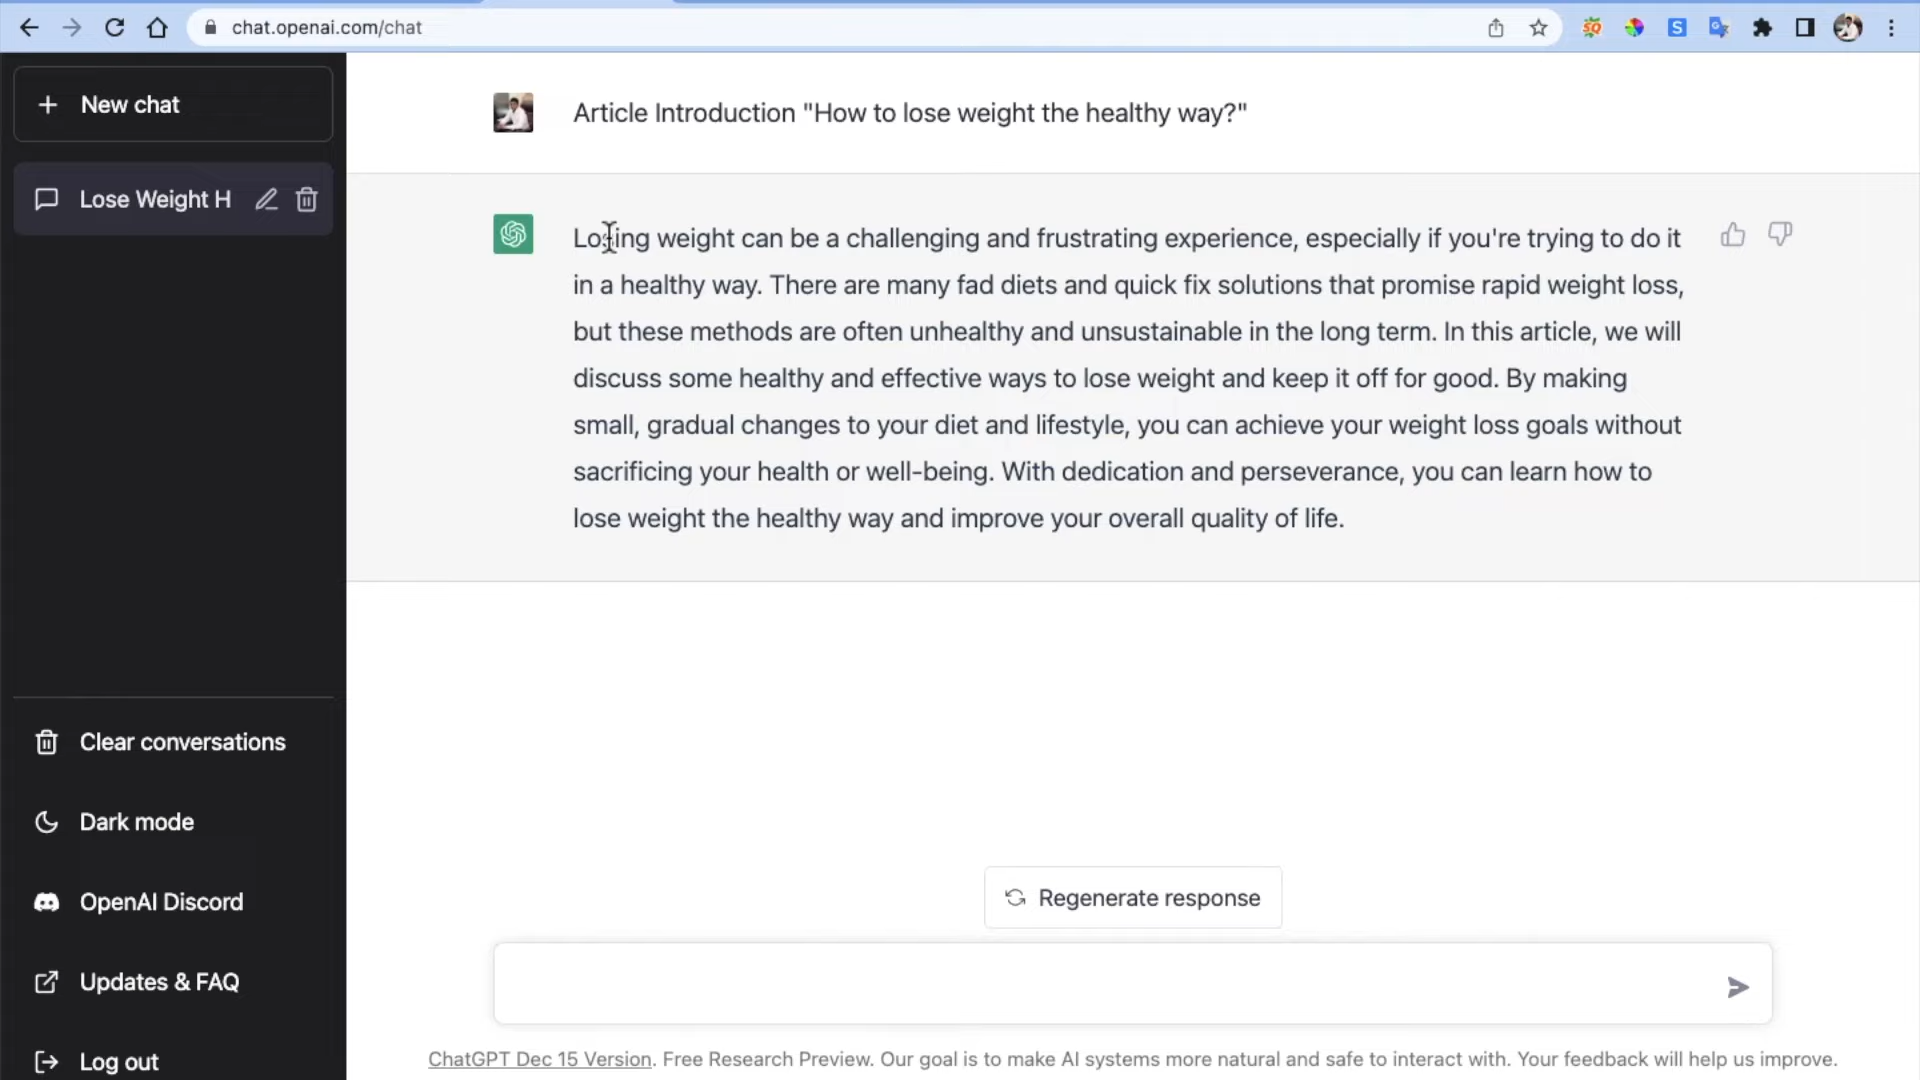 chat.openai.com/chat
New chat
Lose Weight H
Clear conversations
Dark mode
OpenAI Discord
Updates & FAQ
Log out
Article Introduction "How to lose weight the healthy way?"
Losing weight can be a challenging and frustrating experience, especially if you're trying to do it
in a healthy way. There are many fad diets and quick fix solutions that promise rapid weight loss,
but these methods are often unhealthy and unsustainable in the long term. In this article, we will
discuss some healthy and effective ways to lose weight and keep it off for good. By making
small, gradual changes to your diet and lifestyle, you can achieve your weight loss goals without
sacrificing your health or well-being. With dedication and perseverance, you can learn how to
lose weight the healthy way and improve your overall quality of life.
Regenerate response
ChatGPT Dec 15 Version. Free Research Preview. Our goal is to make AI systems more natural and safe to interact with. Your feedback will help us improve.